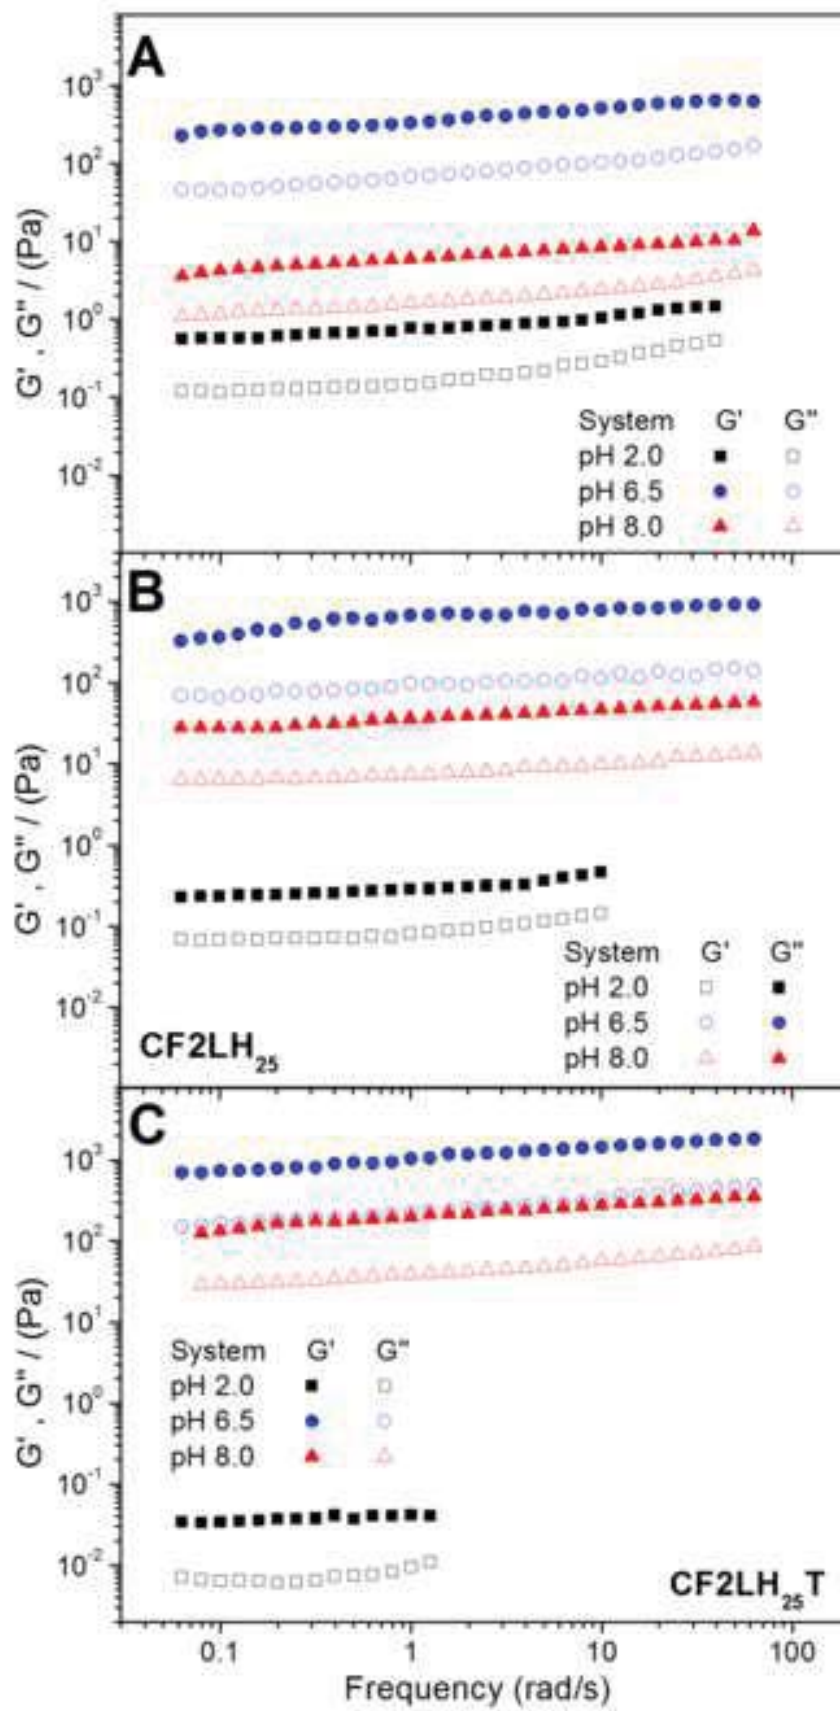 A
10³
10²
10¹
10⁰
10⁻¹
10⁻²
G' , G" / (Pa)
System G' G"
pH 2.0
pH 6.5
pH 8.0
B
10³
10²
10¹
10⁰
10⁻¹
10⁻²
G' , G" / (Pa)
System G' G"
pH 2.0
pH 6.5
pH 8.0
CF2LH₂₅
C
10³
10²
10¹
10⁰
10⁻¹
10⁻²
G' , G" / (Pa)
System G' G"
pH 2.0
pH 6.5
pH 8.0
CF2LH₂₅T
0.1 1 10 100
Frequency (rad/s)